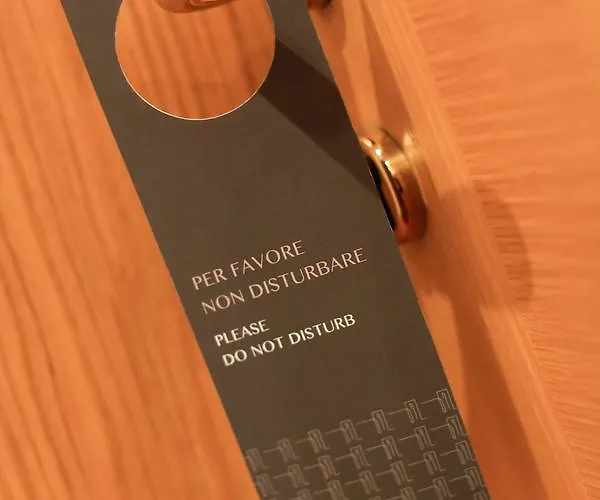 PER FAVORE
NON DISTURBARE
PLEASE
DO NOT DISTURB